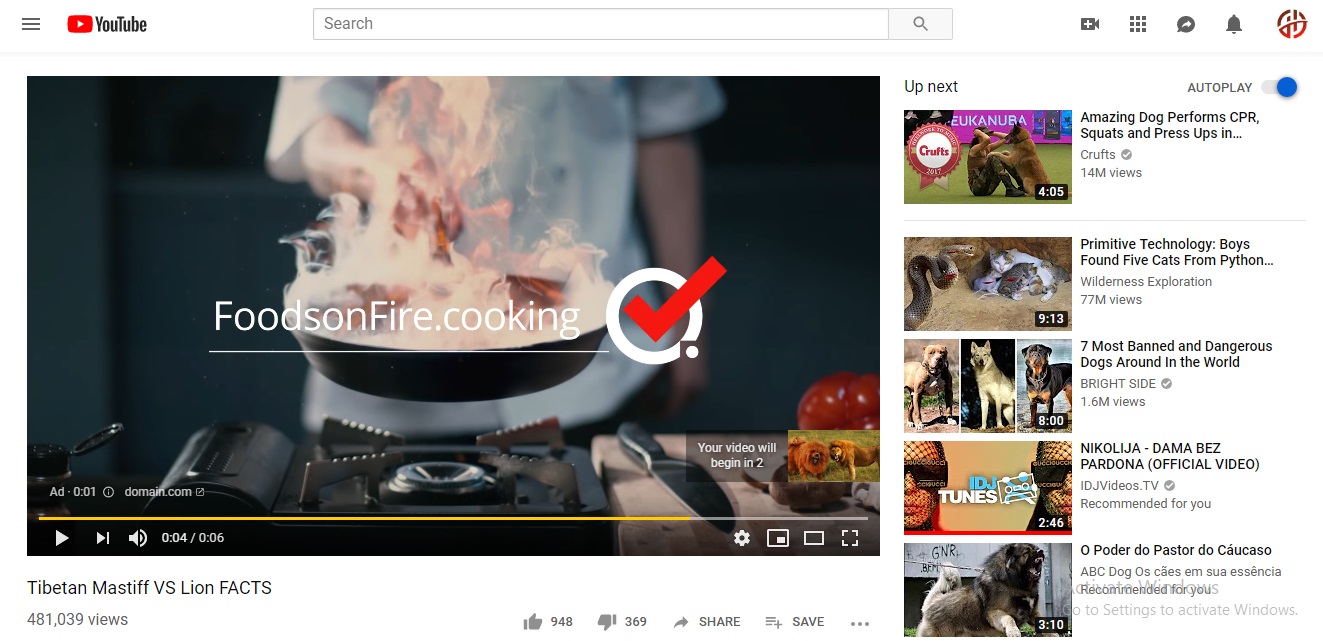 YouTube
Search
Up next
AUTOPLAY
EUKANUBA
Crufts
2017
4:05
Amazing Dog Performs CPR,
Squats and Press Ups in...
Crufts
14M views
FoodsonFire.cooking
Your video will
begin in 2
Ad · 0:01
domain.com
0:04 / 0:06
9:13
Primitive Technology: Boys
Found Five Cats From Python...
Wilderness Exploration
77M views
8:00
7 Most Banned and Dangerous
Dogs Around In the World
BRIGHT SIDE
1.6M views
IDJ
TUNES
2:46
NIKOLIJA - DAMA BEZ
PARDONA (OFFICIAL VIDEO)
IDJVideos.TV
Recommended for you
GNR
3:10
O Poder do Pastor do Cáucaso
ABC Dog Os cães em sua essência
Recommended for you
Activate Windows
Go to Settings to activate Windows.
Tibetan Mastiff VS Lion FACTS
481,039 views
948
369
SHARE
SAVE